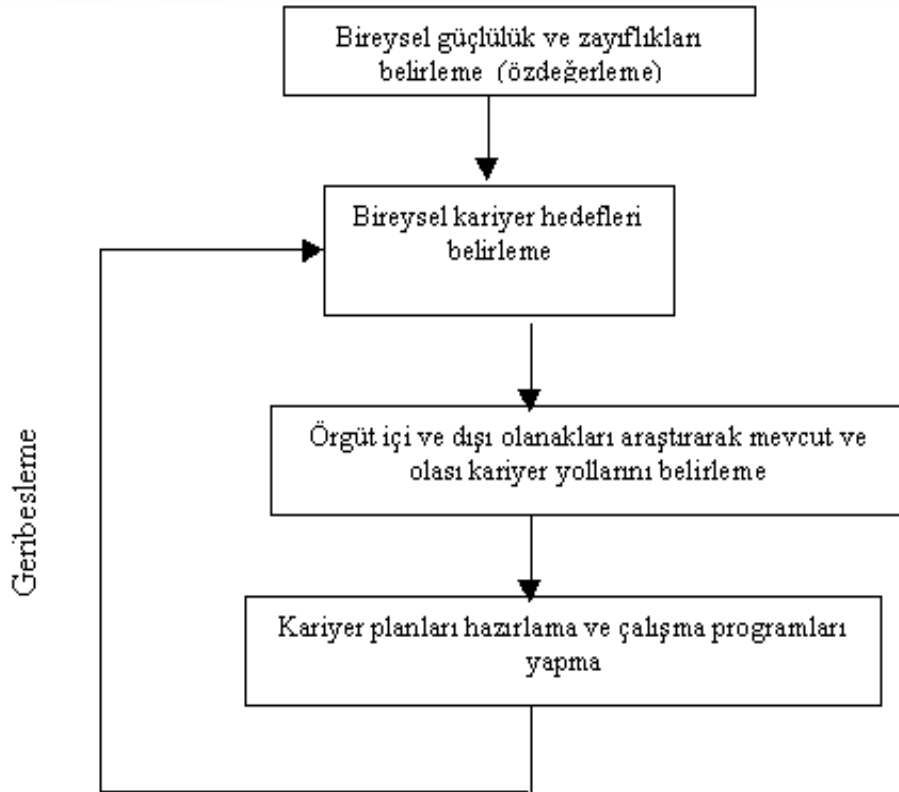 Bireysel güçlülük ve zayıflıkları
belirleme (özdeğerleme)
Bireysel kariyer hedefleri
belirleme
Örgüt içi ve dışı olanakları araştırarak mevcut ve
olası kariyer yollarını belirleme
Kariyer planları hazırlama ve çalışma programları
yapma
Geribesleme